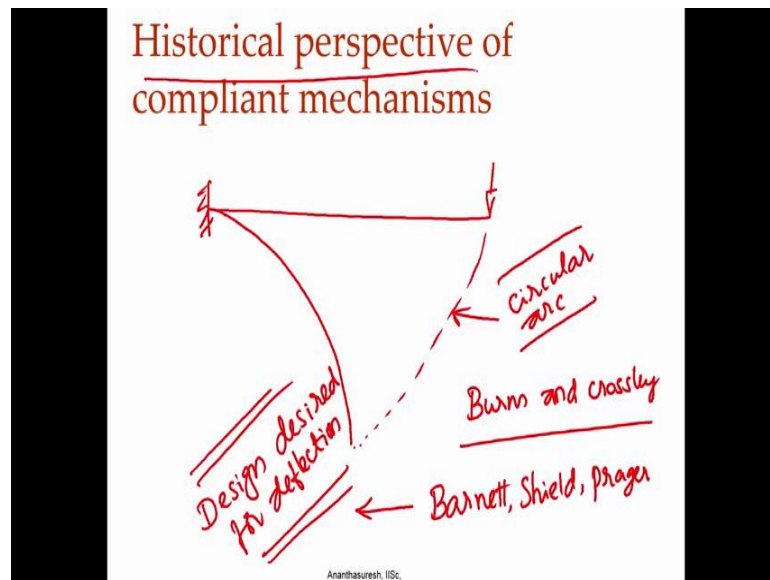 Historical perspective of
compliant mechanisms
circular
arc
Burns and crossley
Design desired
for deflection
Barnett, Shield, prager
Ananthasuresh, IISc,